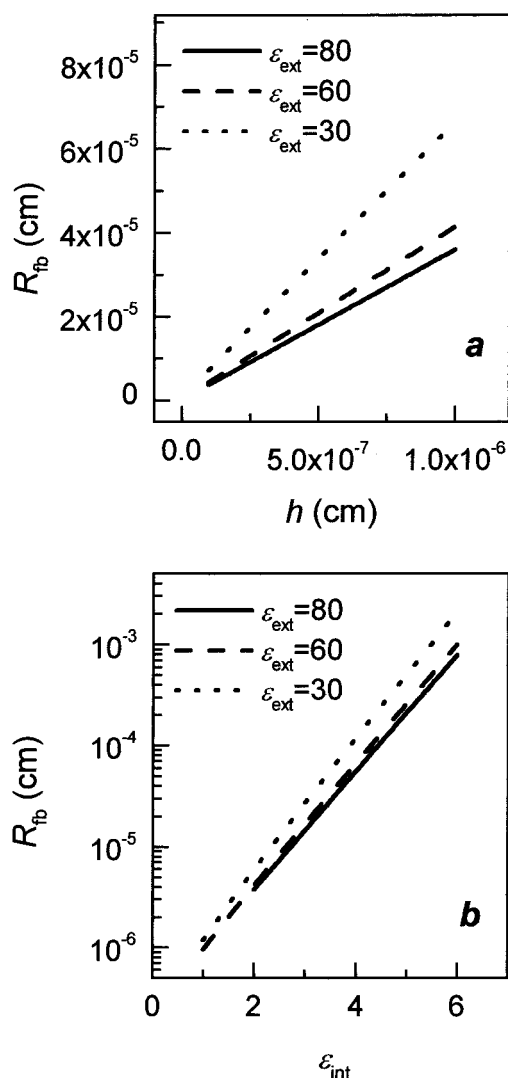 ε_ext=80
ε_ext=60
ε_ext=30
8x10⁻⁵
6x10⁻⁵
4x10⁻⁵
2x10⁻⁵
0
R_fb (cm)
a
0.0 5.0x10⁻⁷ 1.0x10⁻⁶
h (cm)
ε_ext=80
ε_ext=60
ε_ext=30
10⁻³
10⁻⁴
10⁻⁵
10⁻⁶
R_fb (cm)
b
0 2 4 6
ε_int